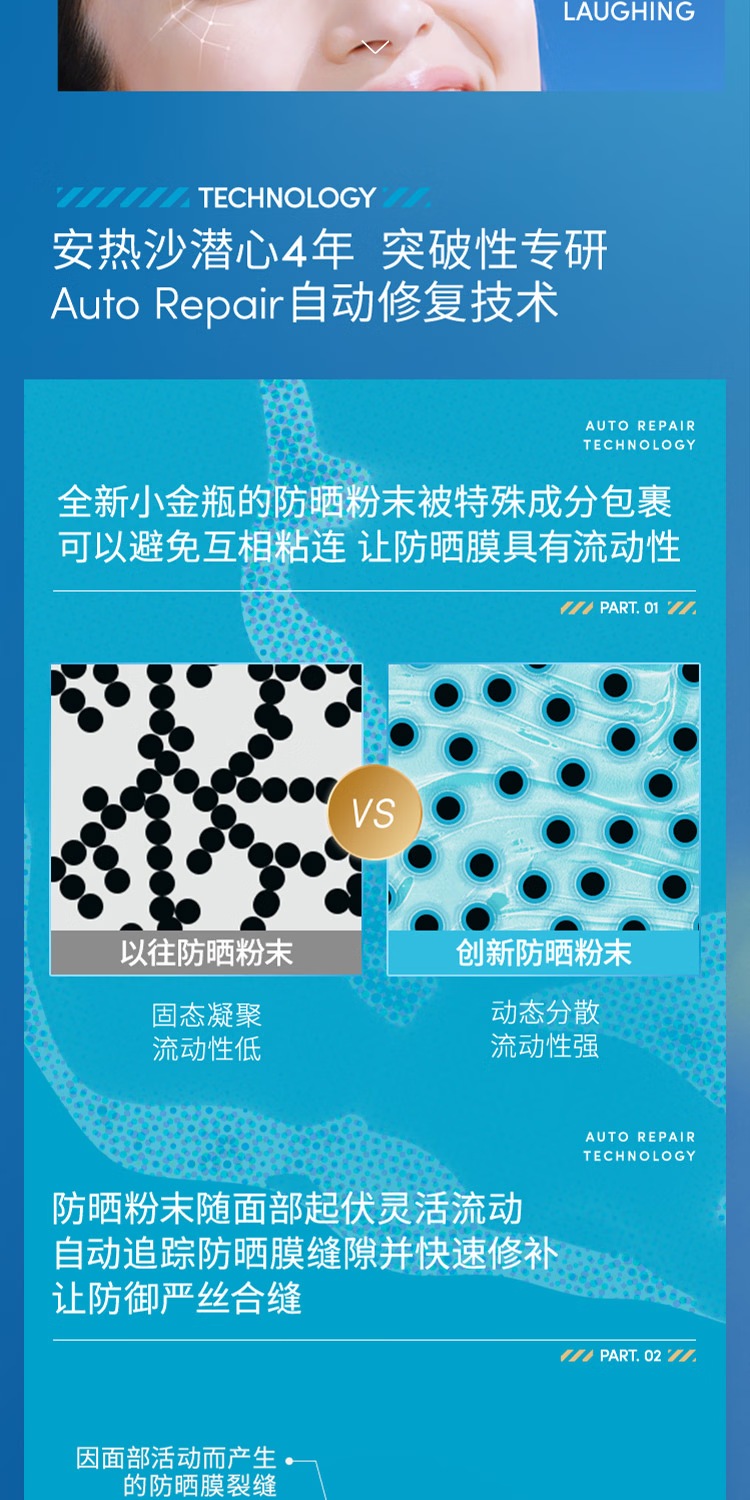 LAUGHING
TECHNOLOGY
安热沙潜心4年 突破性专研
Auto Repair自动修复技术
AUTO REPAIR
TECHNOLOGY
全新小金瓶的防晒粉末被特殊成分包裹
可以避免互相粘连 让防晒膜具有流动性
PART. 01
VS
以往防晒粉末
创新防晒粉末
固态凝聚
流动性低
动态分散
流动性强
AUTO REPAIR
TECHNOLOGY
防晒粉末随面部起伏灵活流动
自动追踪防晒膜缝隙并快速修补
让防御严丝合缝
PART. 02
因面部活动而产生
的防晒膜裂缝